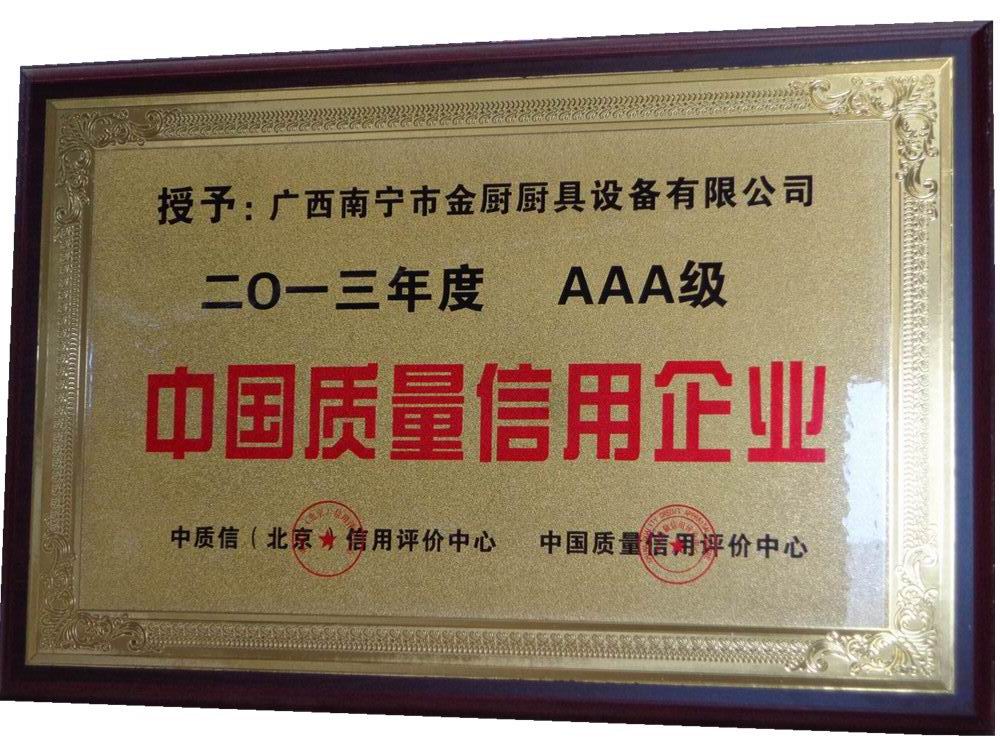 授予：广西南宁市金厨厨具设备有限公司
二O一三年度 AAA级
中国质量信用企业
中质信（北京）信用评价中心 中国质量信用评价中心